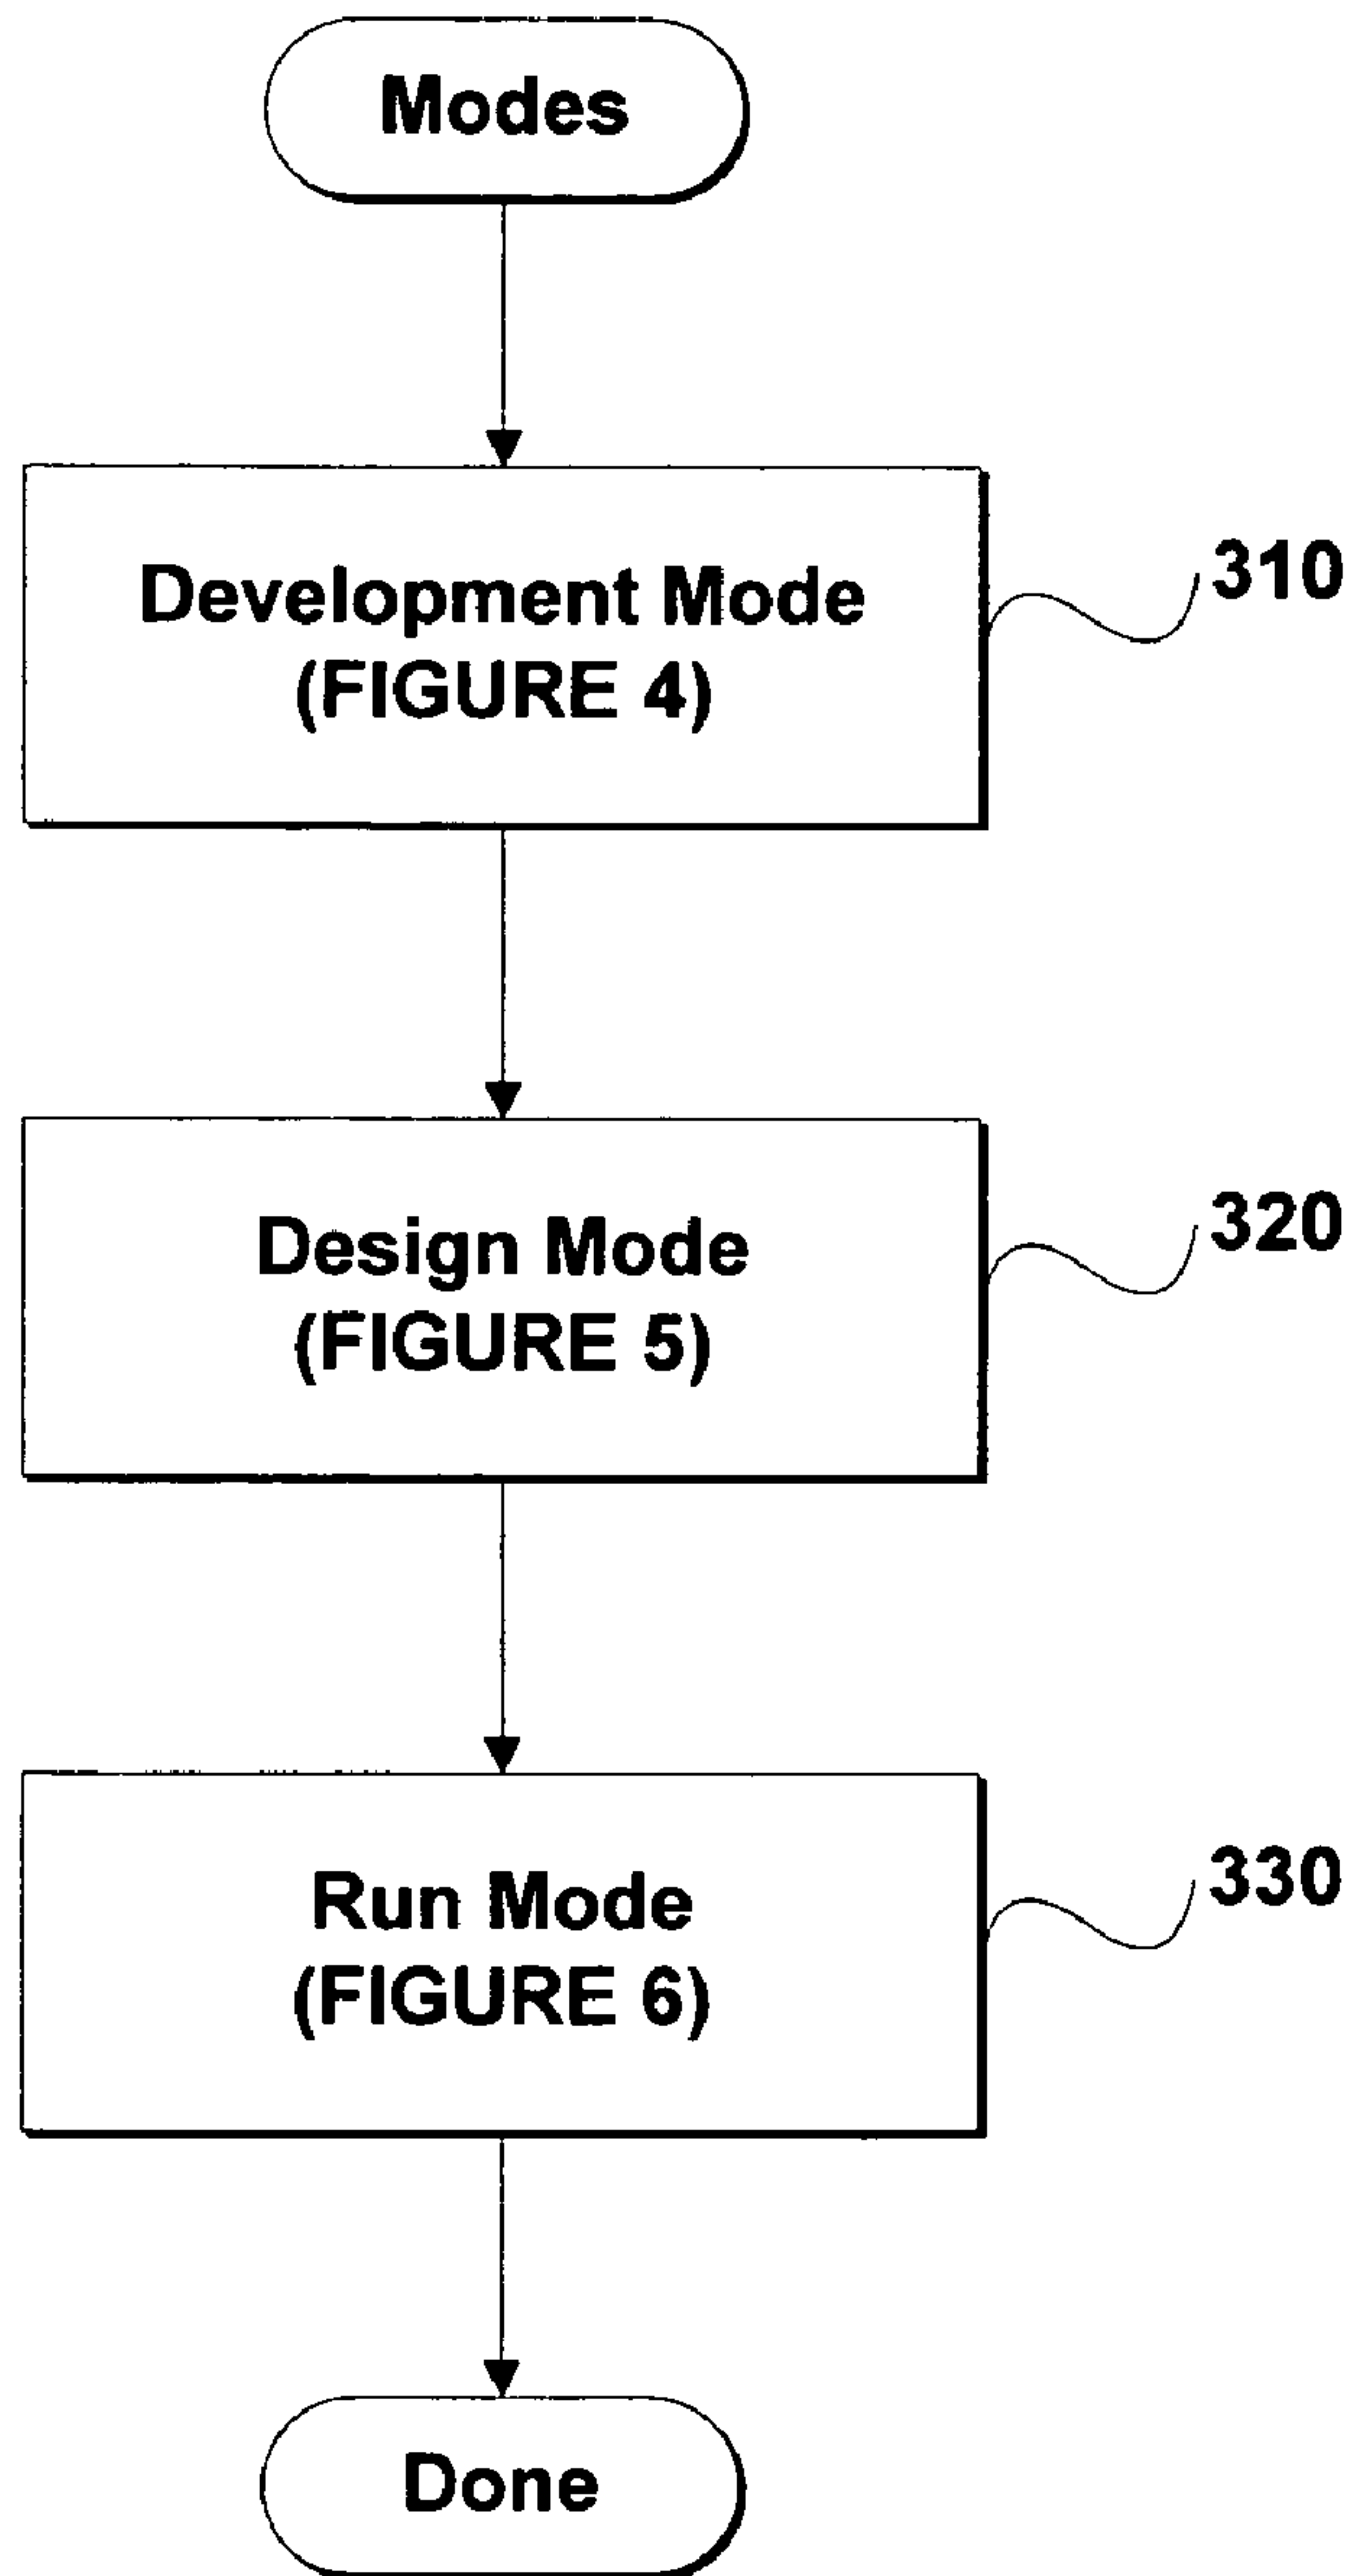 Modes
Development Mode
(FIGURE 4)
310
Design Mode
(FIGURE 5)
320
Run Mode
(FIGURE 6)
330
Done